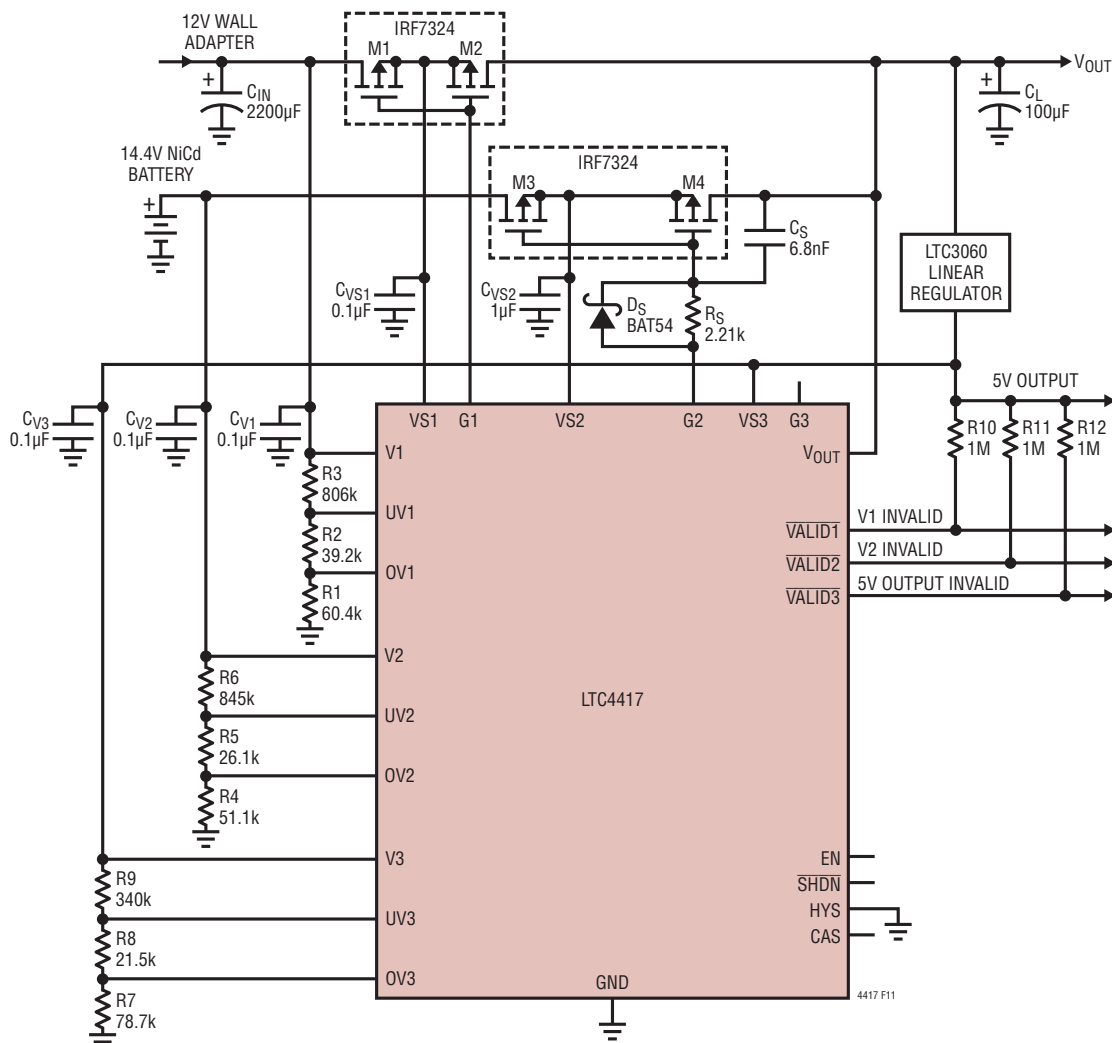 12V WALL
ADAPTER
IRF7324
M1
M2
VOUT
+
CIN
2200µF
+
CL
100µF
14.4V NiCd
BATTERY
+
IRF7324
M3
M4
CS
6.8nF
LTC3060
LINEAR
REGULATOR
CVS1
0.1µF
CVS2
1µF
DS
BAT54
RS
2.21k
5V OUTPUT
CV3
0.1µF
CV2
0.1µF
CV1
0.1µF
VS1
G1
VS2
G2
VS3
G3
R10
1M
R11
1M
R12
1M
V1
VOUT
R3
806k
UV1
R2
39.2k
OV1
R1
60.4k
VALID1
V1 INVALID
VALID2
V2 INVALID
VALID3
5V OUTPUT INVALID
V2
R6
845k
UV2
R5
26.1k
OV2
R4
51.1k
LTC4417
V3
R9
340k
UV3
R8
21.5k
OV3
R7
78.7k
EN
SHDN
HYS
CAS
GND
4417 F11